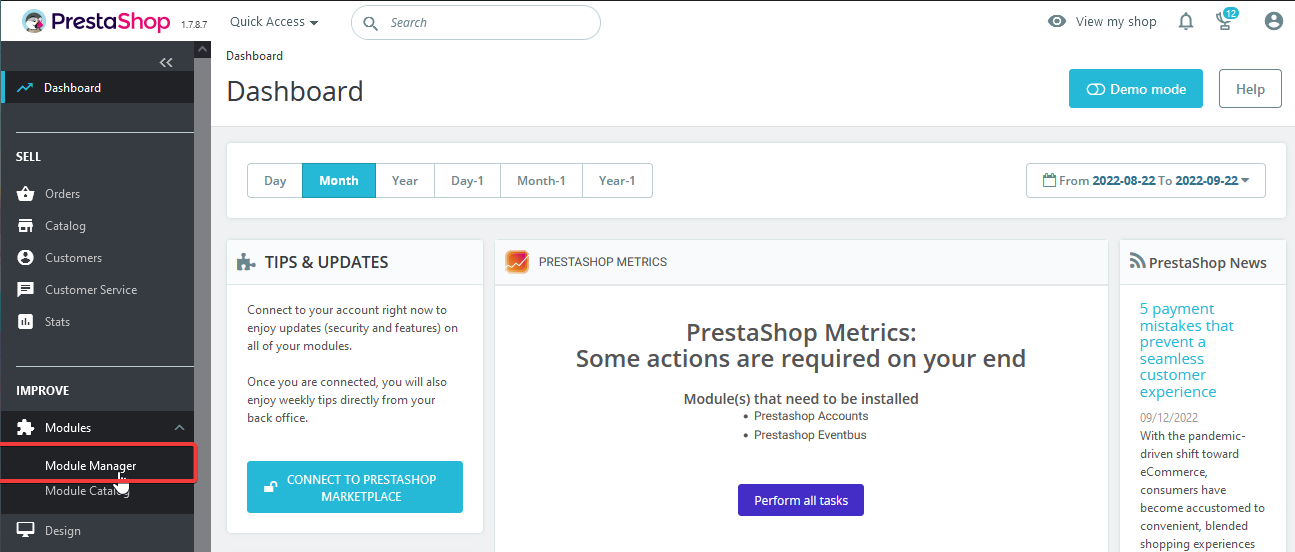 PrestaShop 1.7.8.7
Quick Access
Search
View my shop
12
Dashboard
SELL
Orders
Catalog
Customers
Customer Service
Stats
IMPROVE
Modules
Module Manager
Module Catalog
Design
Dashboard
Dashboard
Demo mode
Help
Day
Month
Year
Day-1
Month-1
Year-1
From 2022-08-22 To 2022-09-22
TIPS & UPDATES
Connect to your account right now to
enjoy updates (security and features) on
all of your modules.
Once you are connected, you will also
enjoy weekly tips directly from your
back office.
CONNECT TO PRESTASHOP
MARKETPLACE
PRESTASHOP METRICS
PrestaShop Metrics:
Some actions are required on your end
Module(s) that need to be installed
• Prestashop Accounts
• Prestashop Eventbus
Perform all tasks
PrestaShop News
5 payment
mistakes that
prevent a
seamless
customer
experience
09/12/2022
With the pandemic-
driven shift toward
eCommerce,
consumers have
become accustomed to
convenient, blended
shopping experiences